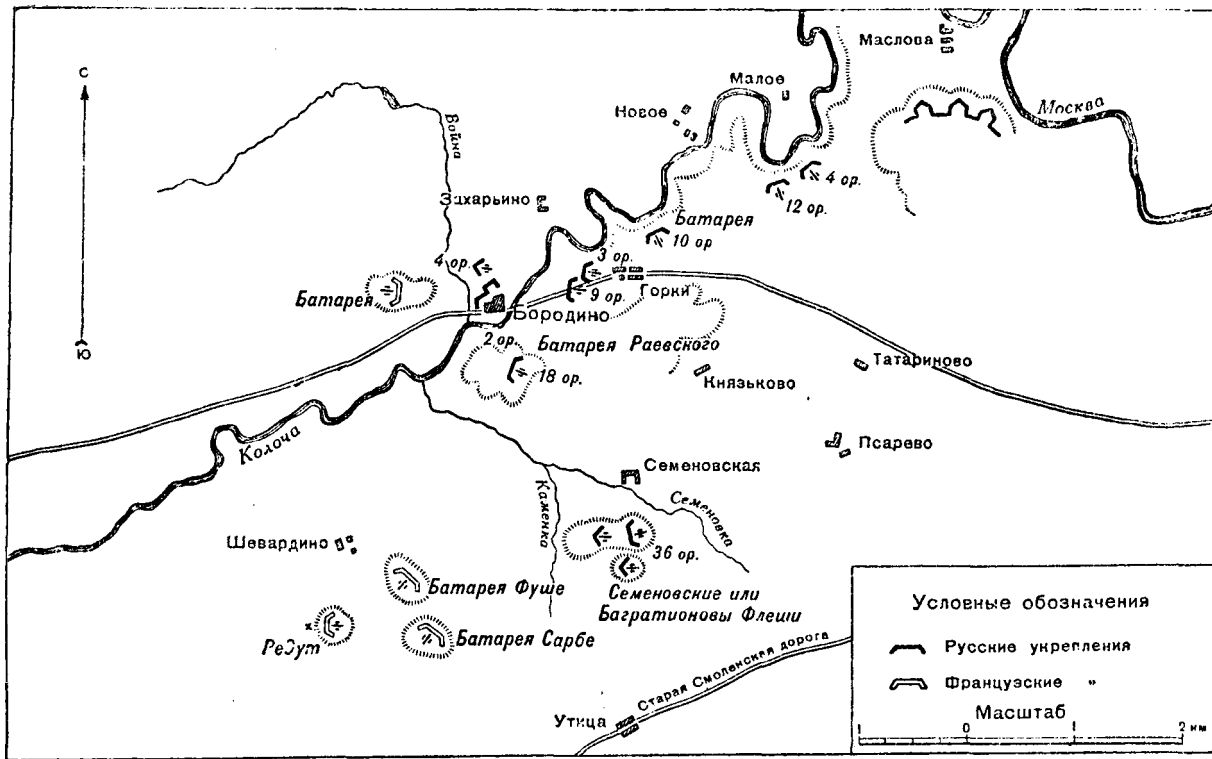 Маслова
С
Малое
Москва
Новое
Война
4 ор.
12 ор.
Захарьино
Батарея
10 ор
3 ор.
4 ор.
Батарея
9 ор.
Горки
Бородино
Ю
2 ор.
Батарея Раевского
Татариново
18 ор.
Князьково
Колоча
Псарево
Семеновская
Каменка
Семеновка
Шевардино
36 ор.
Батарея Фуше
Семеновские или
Багратионовы Флеши
Редут
Батарея Сарбе
Старая Смоленская дорога
Утица
Условные обозначения
Русские укрепления
Французские "
Масштаб
1 0 1 2 км